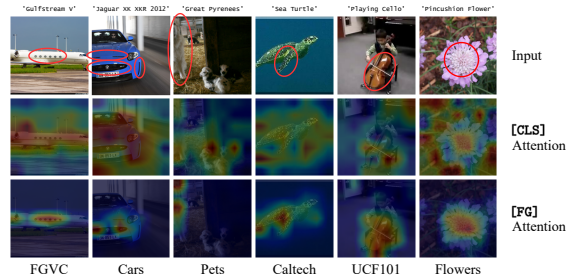 'Gulfstream V' 'Jaguar XK XKR 2012' 'Great Pyrenees' 'Sea Turtle' 'Playing Cello' 'Pincushion Flower'
Input
[CLS]
Attention
[FG]
Attention
FGVC Cars Pets Caltech UCF101 Flowers